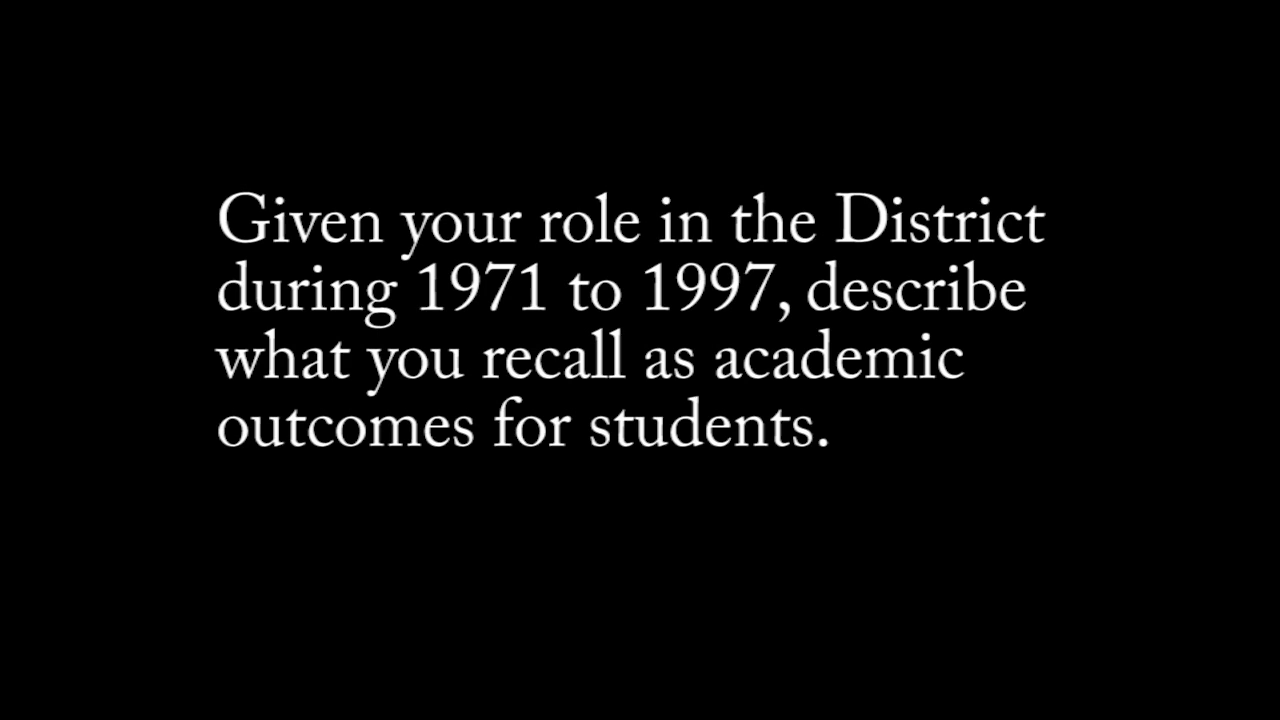 Given your role in the District
during 1971 to 1997, describe
what you recall as academic
outcomes for students.